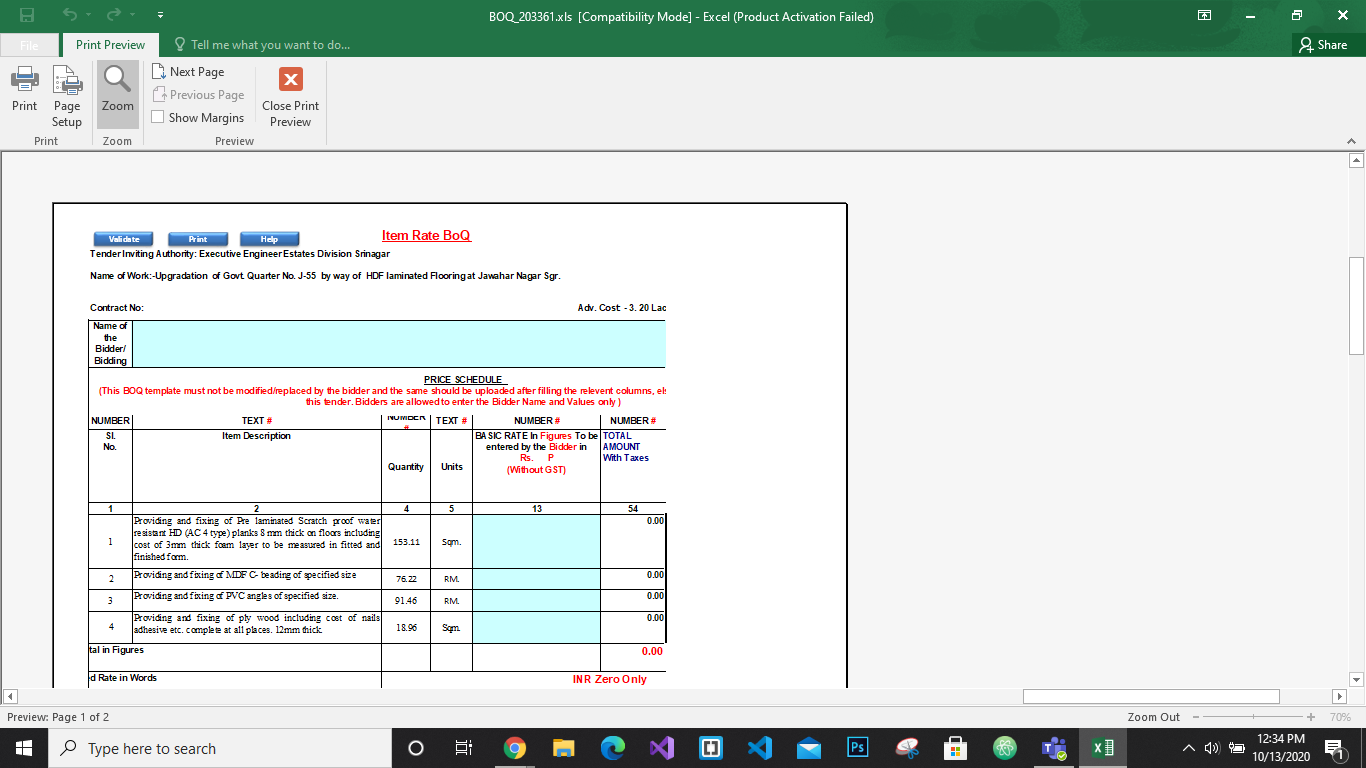 BOQ_203361.xls [Compatibility Mode] - Excel (Product Activation Failed)
File
Print Preview
Tell me what you want to do...
Share
Print
Page Setup
Zoom
Next Page
Previous Page
Show Margins
Close Print Preview
Print
Zoom
Preview
Validate
Print
Help
Item Rate BoQ
Tender Inviting Authority: Executive Engineer Estates Division Srinagar
Name of Work:-Upgradation of Govt. Quarter No. J-55 by way of HDF laminated Flooring at Jawahar Nagar Sgr.
Contract No:
Adv. Cost - 3. 20 Lac
Name of
the
Bidder/
Bidding
PRICE SCHEDULE
(This BOQ template must not be modified/replaced by the bidder and the same should be uploaded after filling the relevent columns, els
this tender. Bidders are allowed to enter the Bidder Name and Values only )
NUMBER TEXT # NUMBER # TEXT # NUMBER # NUMBER #
Sl.
No.
Item Description
Quantity
Units
BASIC RATE In Figures To be
entered by the Bidder in
Rs. P
(Without GST)
TOTAL
AMOUNT
With Taxes
1 2 4 5 13 54
1
Providing and fixing of Pre laminated Scratch proof water
resistant HD (AC 4 type) planks 8 mm thick on floors including
cost of 3mm thick foam layer to be measured in fitted and
finished form.
153.11 Sqm. 0.00
2 Providing and fixing of MDF C- beading of specified size 76.22 RM. 0.00
3 Providing and fixing of PVC angles of specified size. 91.46 RM. 0.00
4
Providing and fixing of ply wood including cost of nails
adhesive etc. complete at all places. 12mm thick.
18.96 Sqm. 0.00
tal in Figures 0.00
d Rate in Words INR Zero Only
Preview: Page 1 of 2
Zoom Out
70%
Type here to search
Ps
12:34 PM
10/13/2020
1